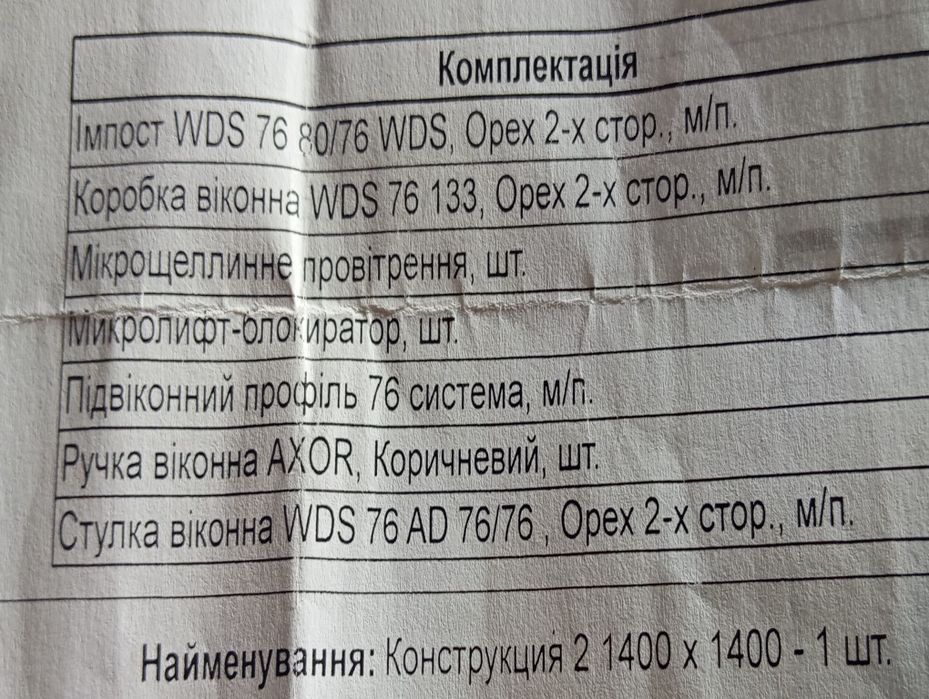 Комплектація
Імпост WDS 76 80/76 WDS, Орех 2-х стор., м/п.
Коробка віконна WDS 76 133, Орех 2-х стор., м/п.
Мікрощеллинне провітрення, шт.
Микролифт-блокиратор, шт.
Підвіконний профіль 76 система, м/п.
Ручка віконна AXOR, Коричневий, шт.
Стулка віконна WDS 76 AD 76/76 , Орех 2-х стор., м/п.
Найменування: Конструкция 2 1400 x 1400 - 1 шт.